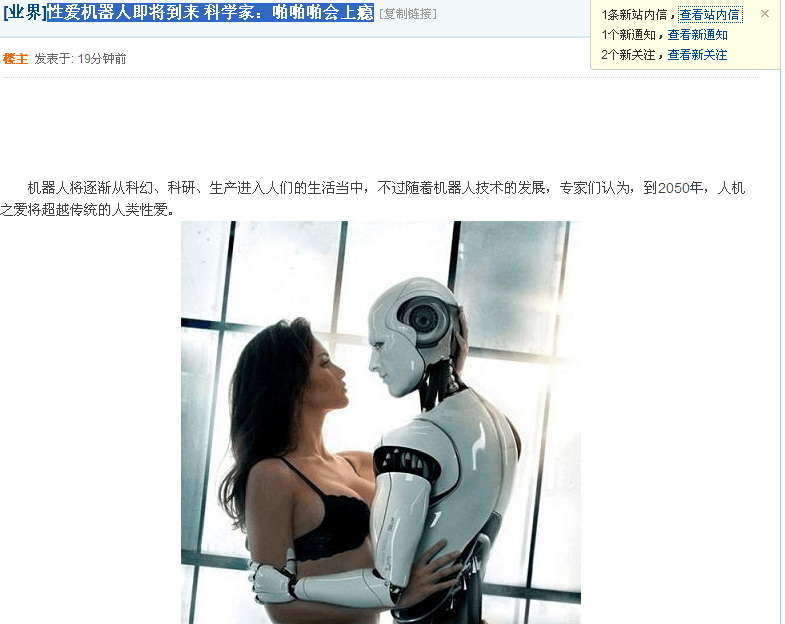 [业界]性爱机器人即将到来 科学家：啪啪啪会上瘾 [复制链接]
1条新站内信，查看站内信 ×
1个新通知，查看新通知
2个新关注，查看新关注
楼主 发表于: 19分钟前
机器人将逐渐从科幻、科研、生产进入人们的生活当中，不过随着机器人技术的发展，专家们认为，到2050年，人机
之爱将超越传统的人类性爱。